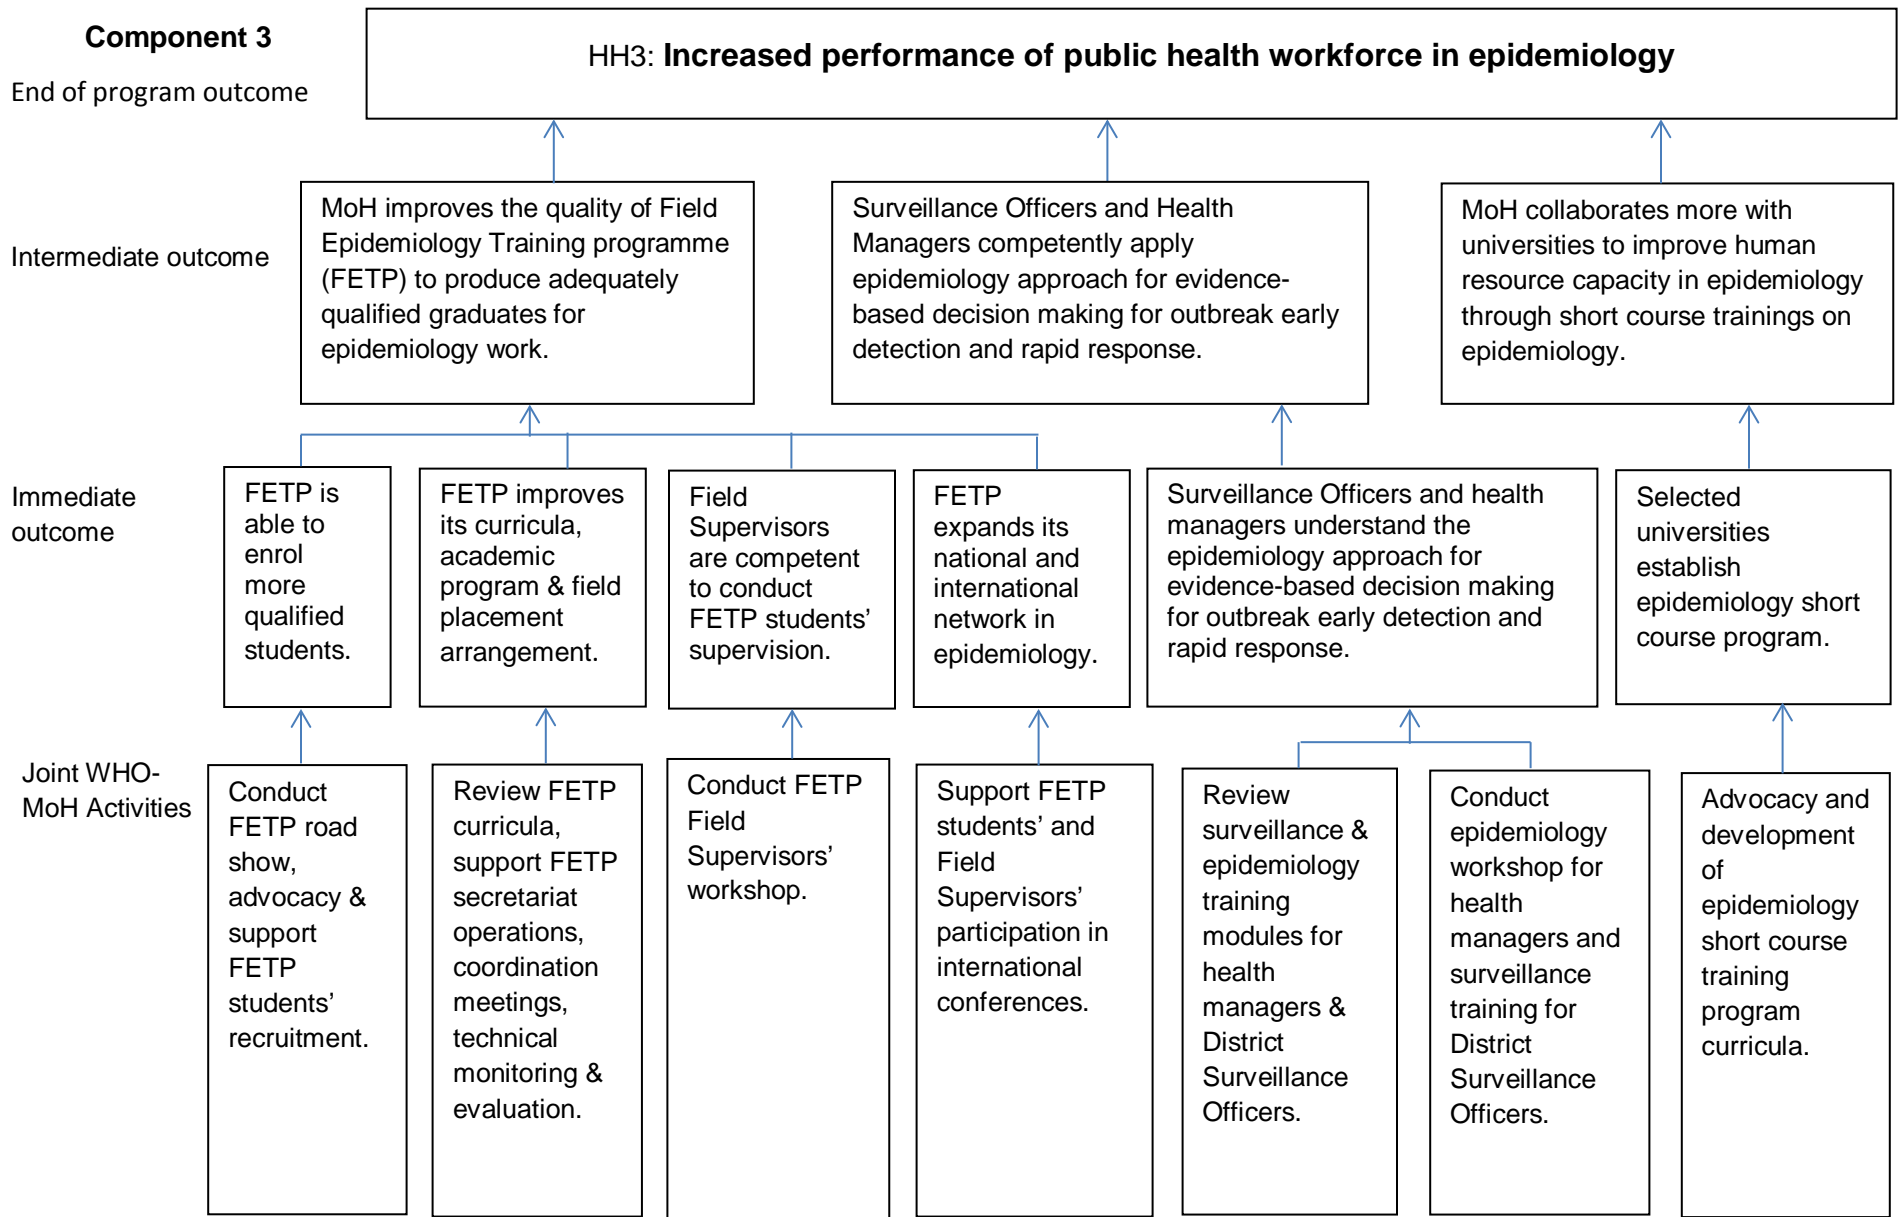 Component 3
End of program outcome
HH3: Increased performance of public health workforce in epidemiology
Intermediate outcome
MoH improves the quality of Field
Epidemiology Training programme
(FETP) to produce adequately
qualified graduates for
epidemiology work.
Surveillance Officers and Health
Managers competently apply
epidemiology approach for evidence-
based decision making for outbreak early
detection and rapid response.
MoH collaborates more with
universities to improve human
resource capacity in epidemiology
through short course trainings on
epidemiology.
Immediate
outcome
FETP is
able to
enrol
more
qualified
students.
FETP improves
its curricula,
academic
program & field
placement
arrangement.
Field
Supervisors
are competent
to conduct
FETP students’
supervision.
FETP
expands its
national and
international
network in
epidemiology.
Surveillance Officers and health
managers understand the
epidemiology approach for
evidence-based decision making
for outbreak early detection and
rapid response.
Selected
universities
establish
epidemiology short
course program.
Joint WHO-
MoH Activities
Conduct
FETP road
show,
advocacy &
support
FETP
students’
recruitment.
Review FETP
curricula,
support FETP
secretariat
operations,
coordination
meetings,
technical
monitoring &
evaluation.
Conduct FETP
Field
Supervisors’
workshop.
Support FETP
students’ and
Field
Supervisors’
participation in
international
conferences.
Review
surveillance &
epidemiology
training
modules for
health
managers &
District
Surveillance
Officers.
Conduct
epidemiology
workshop for
health
managers and
surveillance
training for
District
Surveillance
Officers.
Advocacy and
development
of
epidemiology
short course
training
program
curricula.